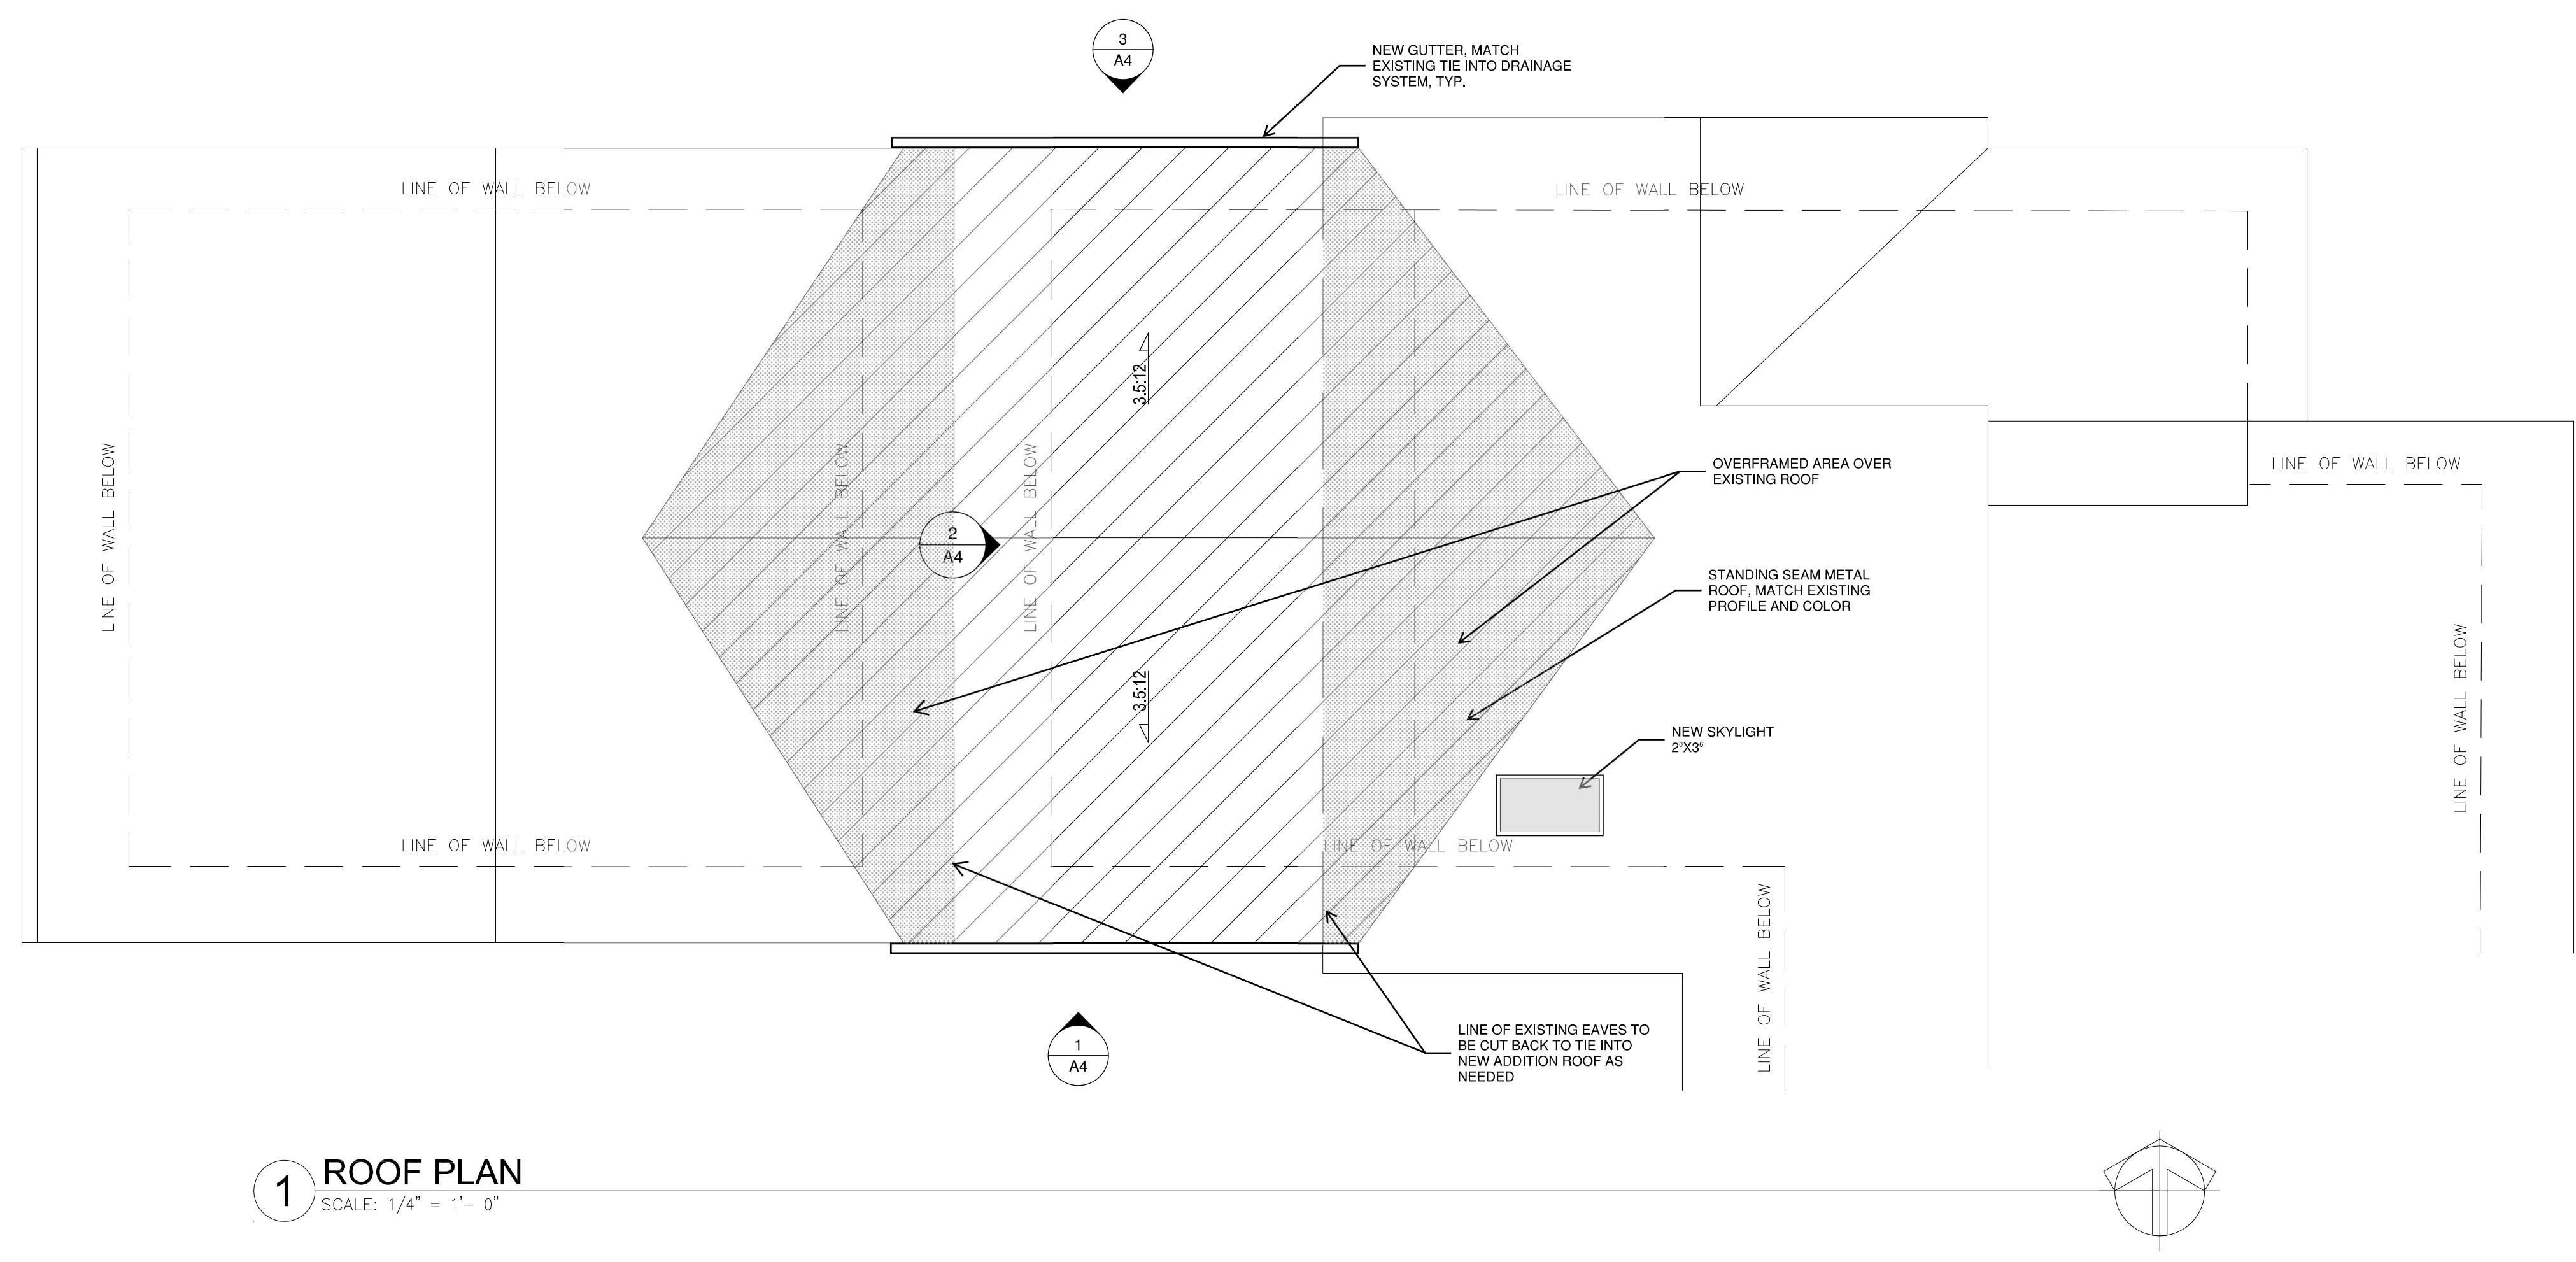 3
A4
NEW GUTTER, MATCH
EXISTING TIE INTO DRAINAGE
SYSTEM, TYP.
LINE OF WALL BELOW
LINE OF WALL BELOW
3.5:12
LINE OF WALL BELOW
LINE OF WALL BELOW
LINE OF WALL BELOW
OVERFRAMED AREA OVER
EXISTING ROOF
LINE OF WALL BELOW
2
A4
STANDING SEAM METAL
ROOF, MATCH EXISTING
PROFILE AND COLOR
LINE OF WALL BELOW
3.5:12
NEW SKYLIGHT
2⁰X3⁶
LINE OF WALL BELOW
LINE OF WALL BELOW
LINE OF WALL BELOW
1
A4
LINE OF EXISTING EAVES TO
BE CUT BACK TO TIE INTO
NEW ADDITION ROOF AS
NEEDED
1
ROOF PLAN
SCALE: 1/4" = 1'- 0"